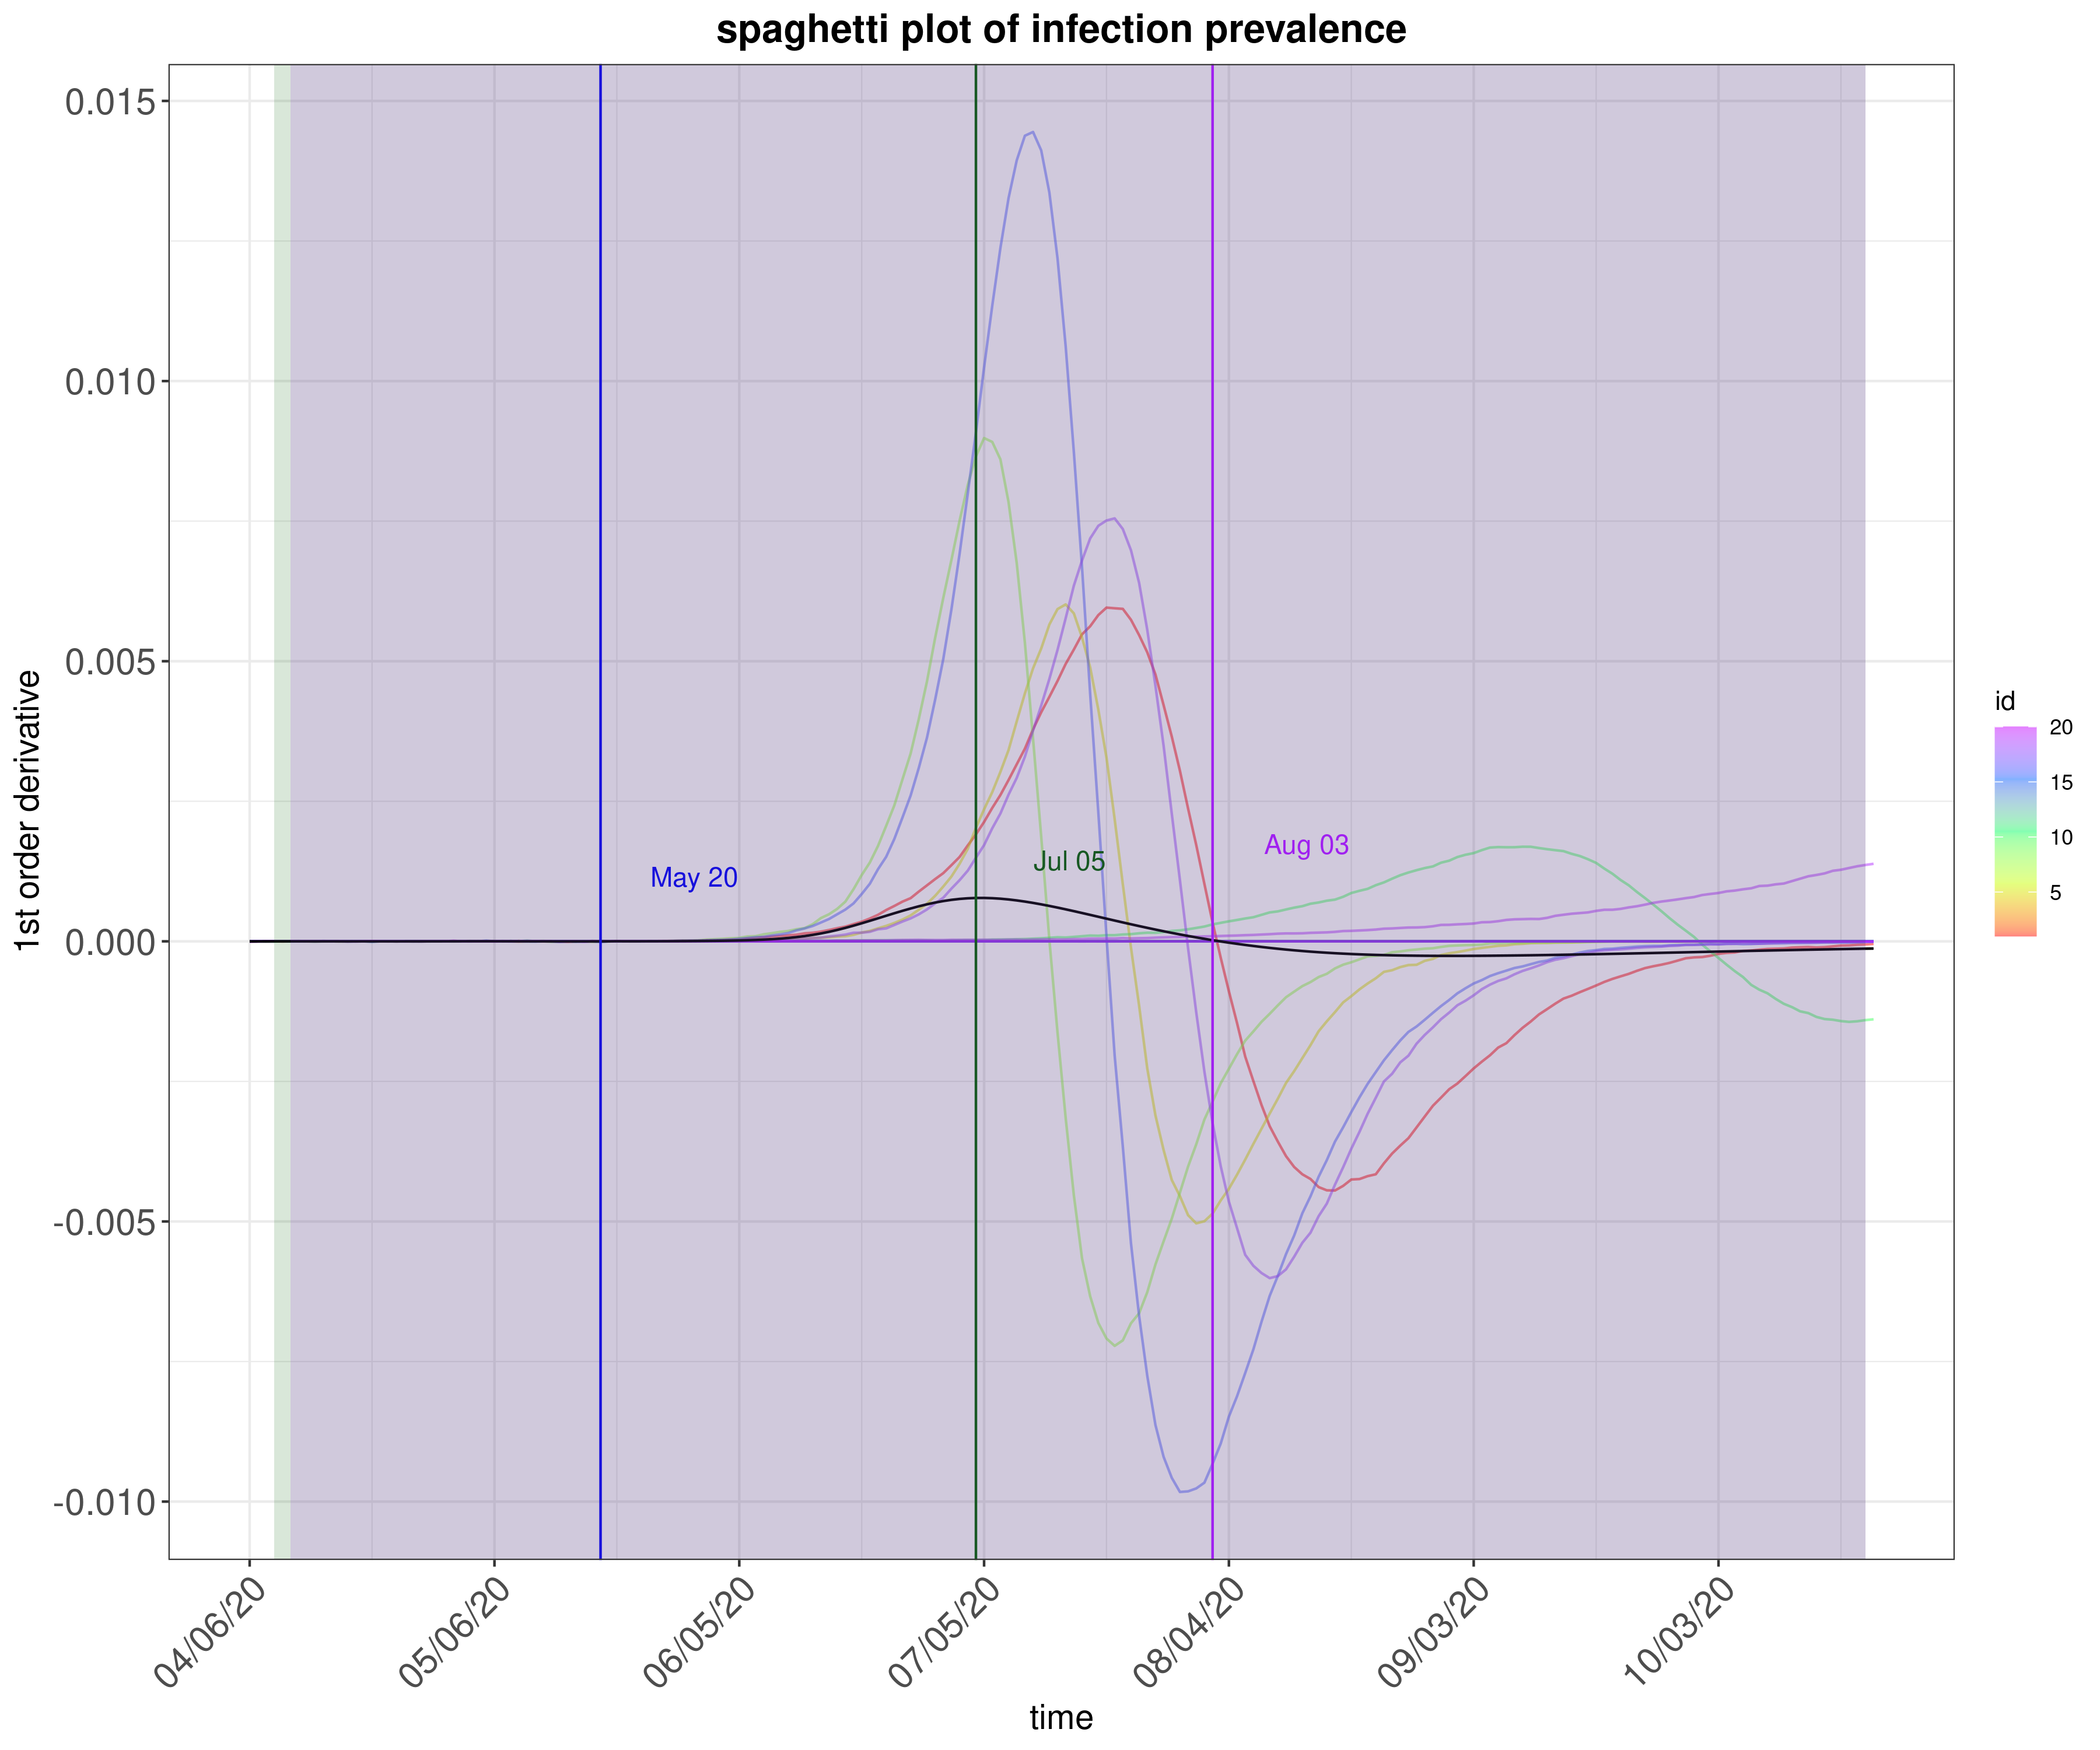 spaghetti plot of infection prevalence
1st order derivative
0.015
0.010
0.005
0.000
-0.005
-0.010
May 20
Jul 05
Aug 03
id
20
15
10
5
04/06/20
05/06/20
06/05/20
07/05/20
08/04/20
09/03/20
10/03/20
time